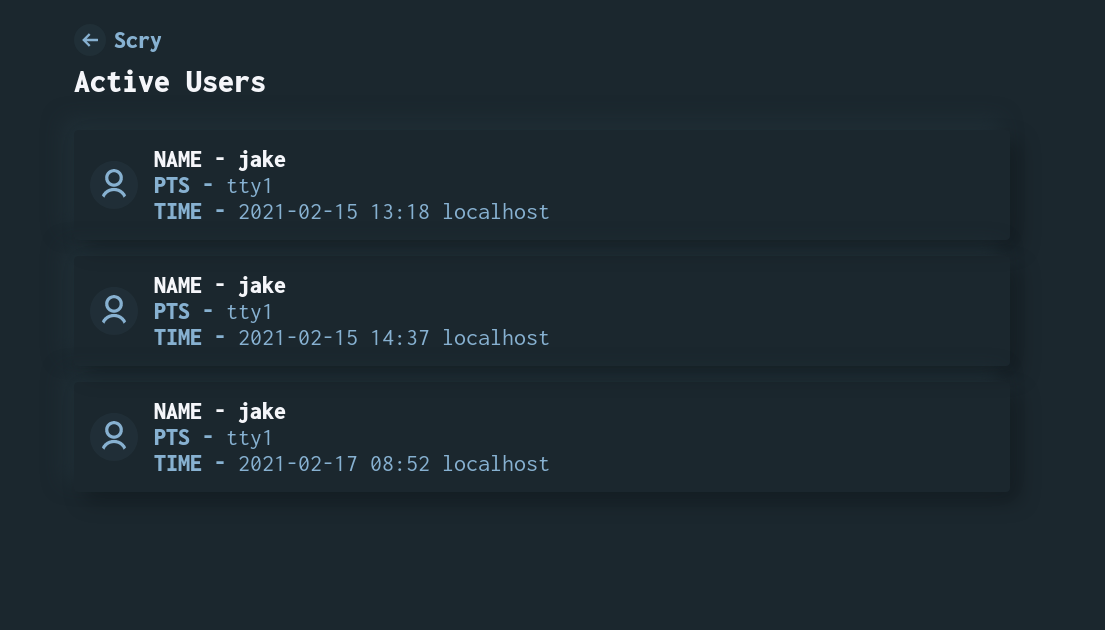 Scry
Active Users
NAME - jake
PTS - tty1
TIME - 2021-02-15 13:18 localhost
NAME - jake
PTS - tty1
TIME - 2021-02-15 14:37 localhost
NAME - jake
PTS - tty1
TIME - 2021-02-17 08:52 localhost